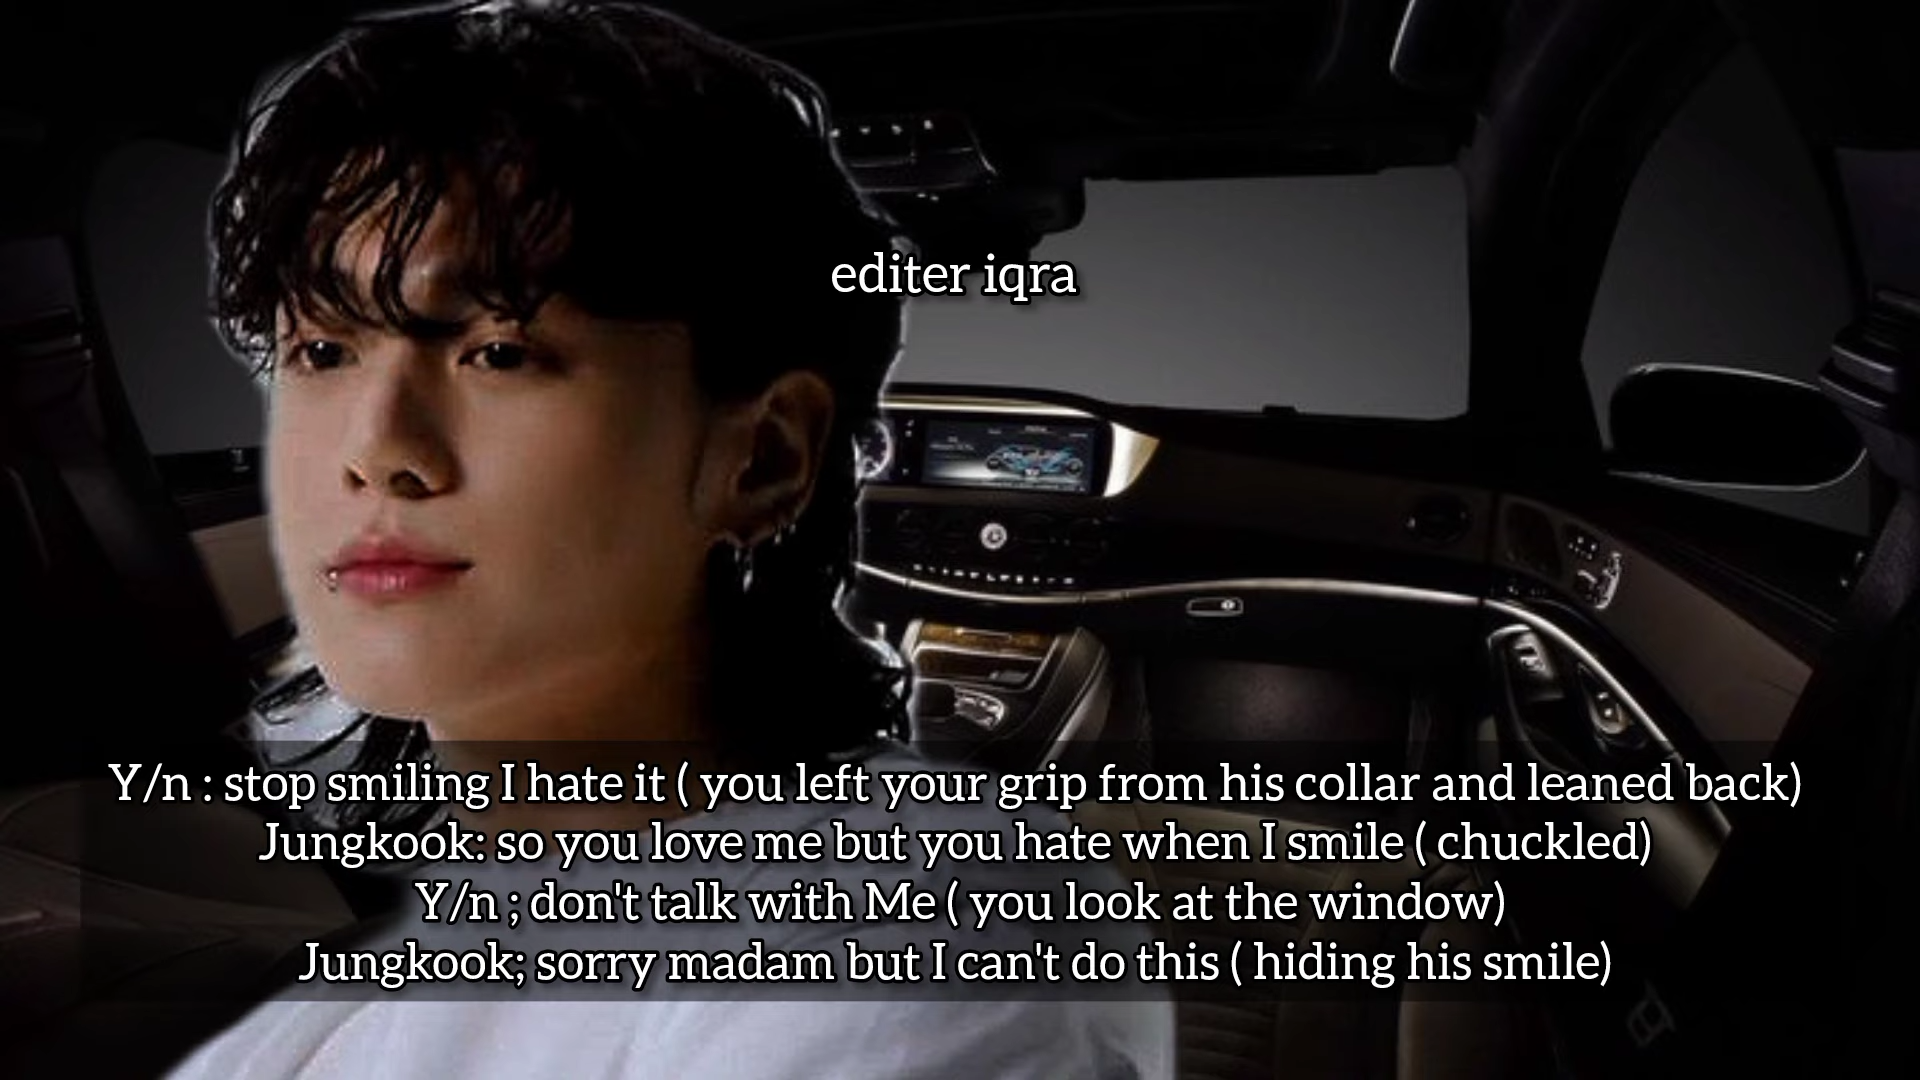 editer iqra
Y/n : stop smiling I hate it ( you left your grip from his collar and leaned back)
Jungkook: so you love me but you hate when I smile ( chuckled)
Y/n ; don't talk with Me ( you look at the window)
Jungkook; sorry madam but I can't do this ( hiding his smile)